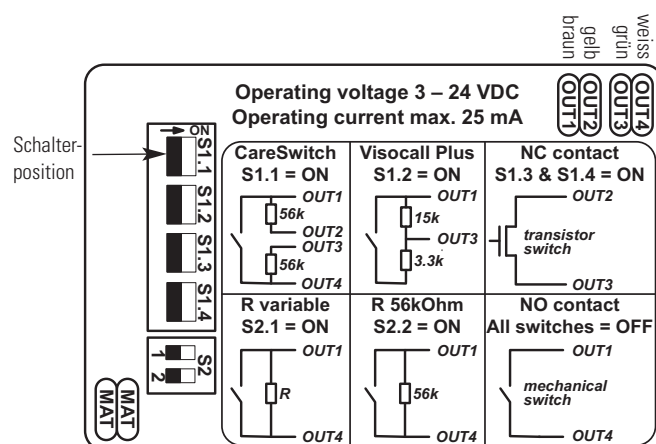 braun
gelb
grün
weiss
OUT1
OUT2
OUT3
OUT4
Operating voltage 3 – 24 VDC
Operating current max. 25 mA
Schalter-
position
→ ON
S1.1
S1.2
S1.3
S1.4
1
2
S2
MAT
MAT
CareSwitch
S1.1 = ON
OUT1
56k
OUT2
OUT3
56k
OUT4
Visocall Plus
S1.2 = ON
OUT1
15k
OUT3
3.3k
OUT4
NC contact
S1.3 & S1.4 = ON
OUT2
transistor
switch
OUT3
R variable
S2.1 = ON
OUT1
R
OUT4
R 56kOhm
S2.2 = ON
OUT1
56k
OUT4
NO contact
All switches = OFF
OUT1
mechanical
switch
OUT4